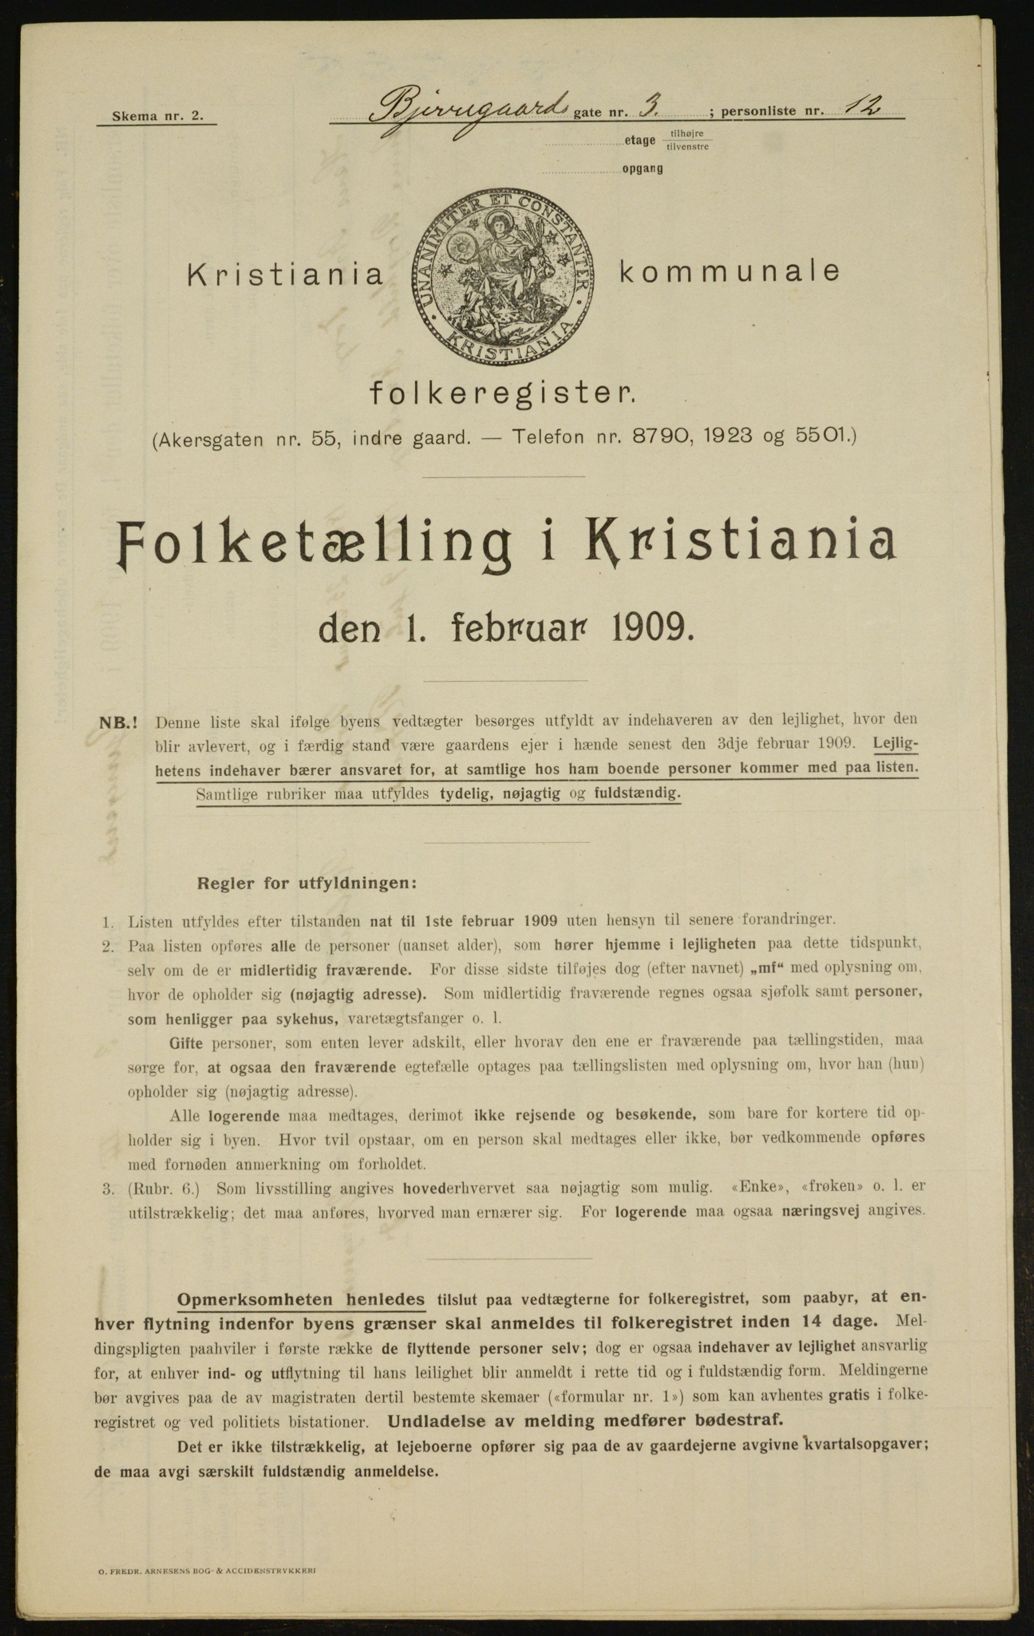 Skema nr. 2.
Bjerregaards gate nr. 3. ; personliste nr. 12
etage tilhøjre
tilvenstre
opgang
UNANIMITER ET CONSTANTER
KRISTIANIA
Kristiania kommunale
folkeregister.
(Akersgaten nr. 55, indre gaard. — Telefon nr. 8790, 1923 og 5501.)
Folketælling i Kristiania
den 1. februar 1909.
NB.! Denne liste skal ifølge byens vedtægter besørges utfyldt av indehaveren av den lejlighet, hvor den
blir avlevert, og i færdig stand være gaardens ejer i hænde senest den 3dje februar 1909. Lejlig-
hetens indehaver bærer ansvaret for, at samtlige hos ham boende personer kommer med paa listen.
Samtlige rubriker maa utfyldes tydelig, nøjagtig og fuldstændig.
Regler for utfyldningen:
1. Listen utfyldes efter tilstanden nat til 1ste februar 1909 uten hensyn til senere forandringer.
2. Paa listen opføres alle de personer (uanset alder), som hører hjemme i lejligheten paa dette tidspunkt,
selv om de er midlertidig fraværende. For disse sidste tilføjes dog (efter navnet) „mf“ med oplysning om,
hvor de opholder sig (nøjagtig adresse). Som midlertidig fraværende regnes ogsaa sjøfolk samt personer,
som henligger paa sykehus, varetægtsfanger o. l.
Gifte personer, som enten lever adskilt, eller hvorav den ene er fraværende paa tællingstiden, maa
sørge for, at ogsaa den fraværende egtefælle optages paa tællingslisten med oplysning om, hvor han (hun)
opholder sig (nøjagtig adresse).
Alle logerende maa medtages, derimot ikke rejsende og besøkende, som bare for kortere tid op-
holder sig i byen. Hvor tvil opstaar, om en person skal medtages eller ikke, bør vedkommende opføres
med fornøden anmerkning om forholdet.
3. (Rubr. 6.) Som livsstilling angives hovederhvervet saa nøjagtig som mulig. «Enke», «frøken» o. l. er
utilstrækkelig; det maa anføres, hvorved man ernærer sig. For logerende maa ogsaa næringsvej angives.
Opmerksomheten henledes tilslut paa vedtægterne for folkeregistret, som paabyr, at en-
hver flytning indenfor byens grænser skal anmeldes til folkeregistret inden 14 dage. Mel-
dingspligten paahviler i første række de flyttende personer selv; dog er ogsaa indehaver av lejlighet ansvarlig
for, at enhver ind- og utflytning til hans leilighet blir anmeldt i rette tid og i fuldstændig form. Meldingerne
bør avgives paa de av magistraten dertil bestemte skemaer («formular nr. 1») som kan avhentes gratis i folke-
registret og ved politiets bistationer. Undladelse av melding medfører bødestraf.
Det er ikke tilstrækkelig, at lejeboerne opfører sig paa de av gaardejerne avgivne kvartalsopgaver;
de maa avgi særskilt fuldstændig anmeldelse.
O. FREDR. ARNESENS BOG- & ACCIDENSTRYKKERI